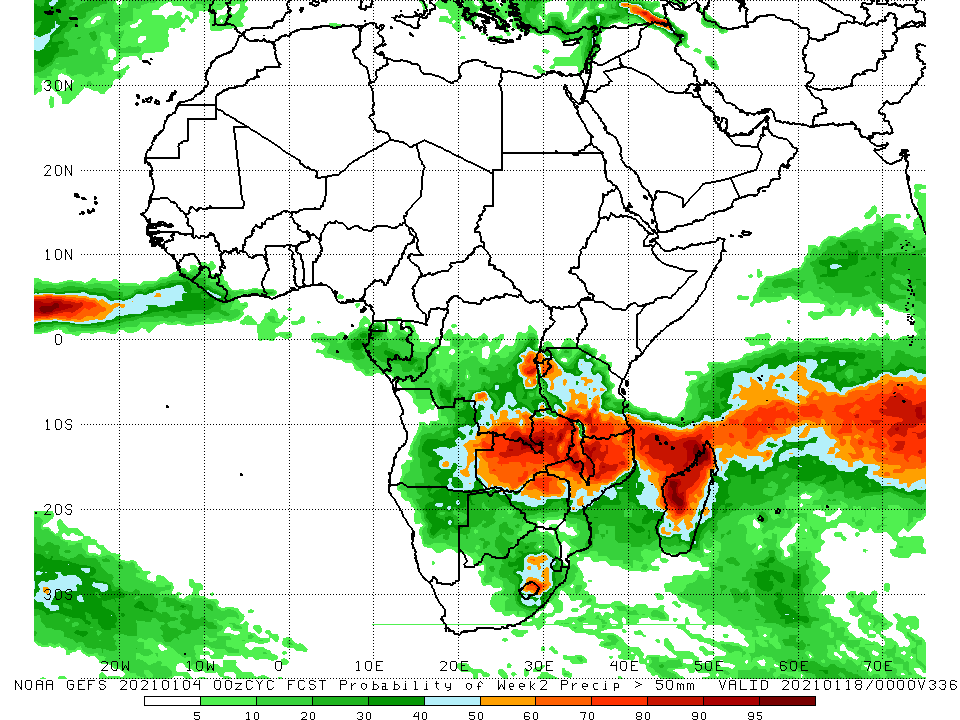 30N
20N
10N
0
10S
20S
30S
20W 10W 0 10E 20E 30E 40E 50E 60E 70E
NOAA GEFS 20210104 00zCYC FCST Probability of Week2 Precip > 50mm VALID 20210118/0000V336
5 10 20 30 40 50 60 70 80 90 95